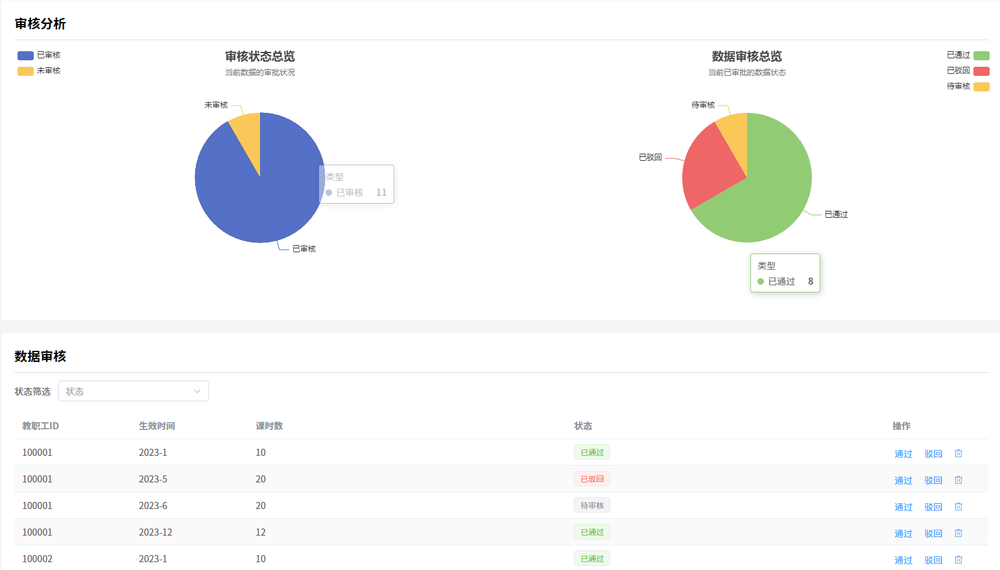 审核分析
已审核
未审核
审核状态总览
当前数据的审批状况
未审核
类型
已审核 11
已审核
数据审核总览
当前已审批的数据状态
已通过
已驳回
待审核
待审核
已驳回
已通过
类型
已通过 8
数据审核
状态筛选 状态
教职工ID 生效时间 课时数 状态 操作
100001 2023-1 10 已通过 通过 驳回
100001 2023-5 20 已驳回 通过 驳回
100001 2023-6 20 待审核 通过 驳回
100001 2023-12 12 已通过 通过 驳回
100002 2023-1 10 已通过 通过 驳回